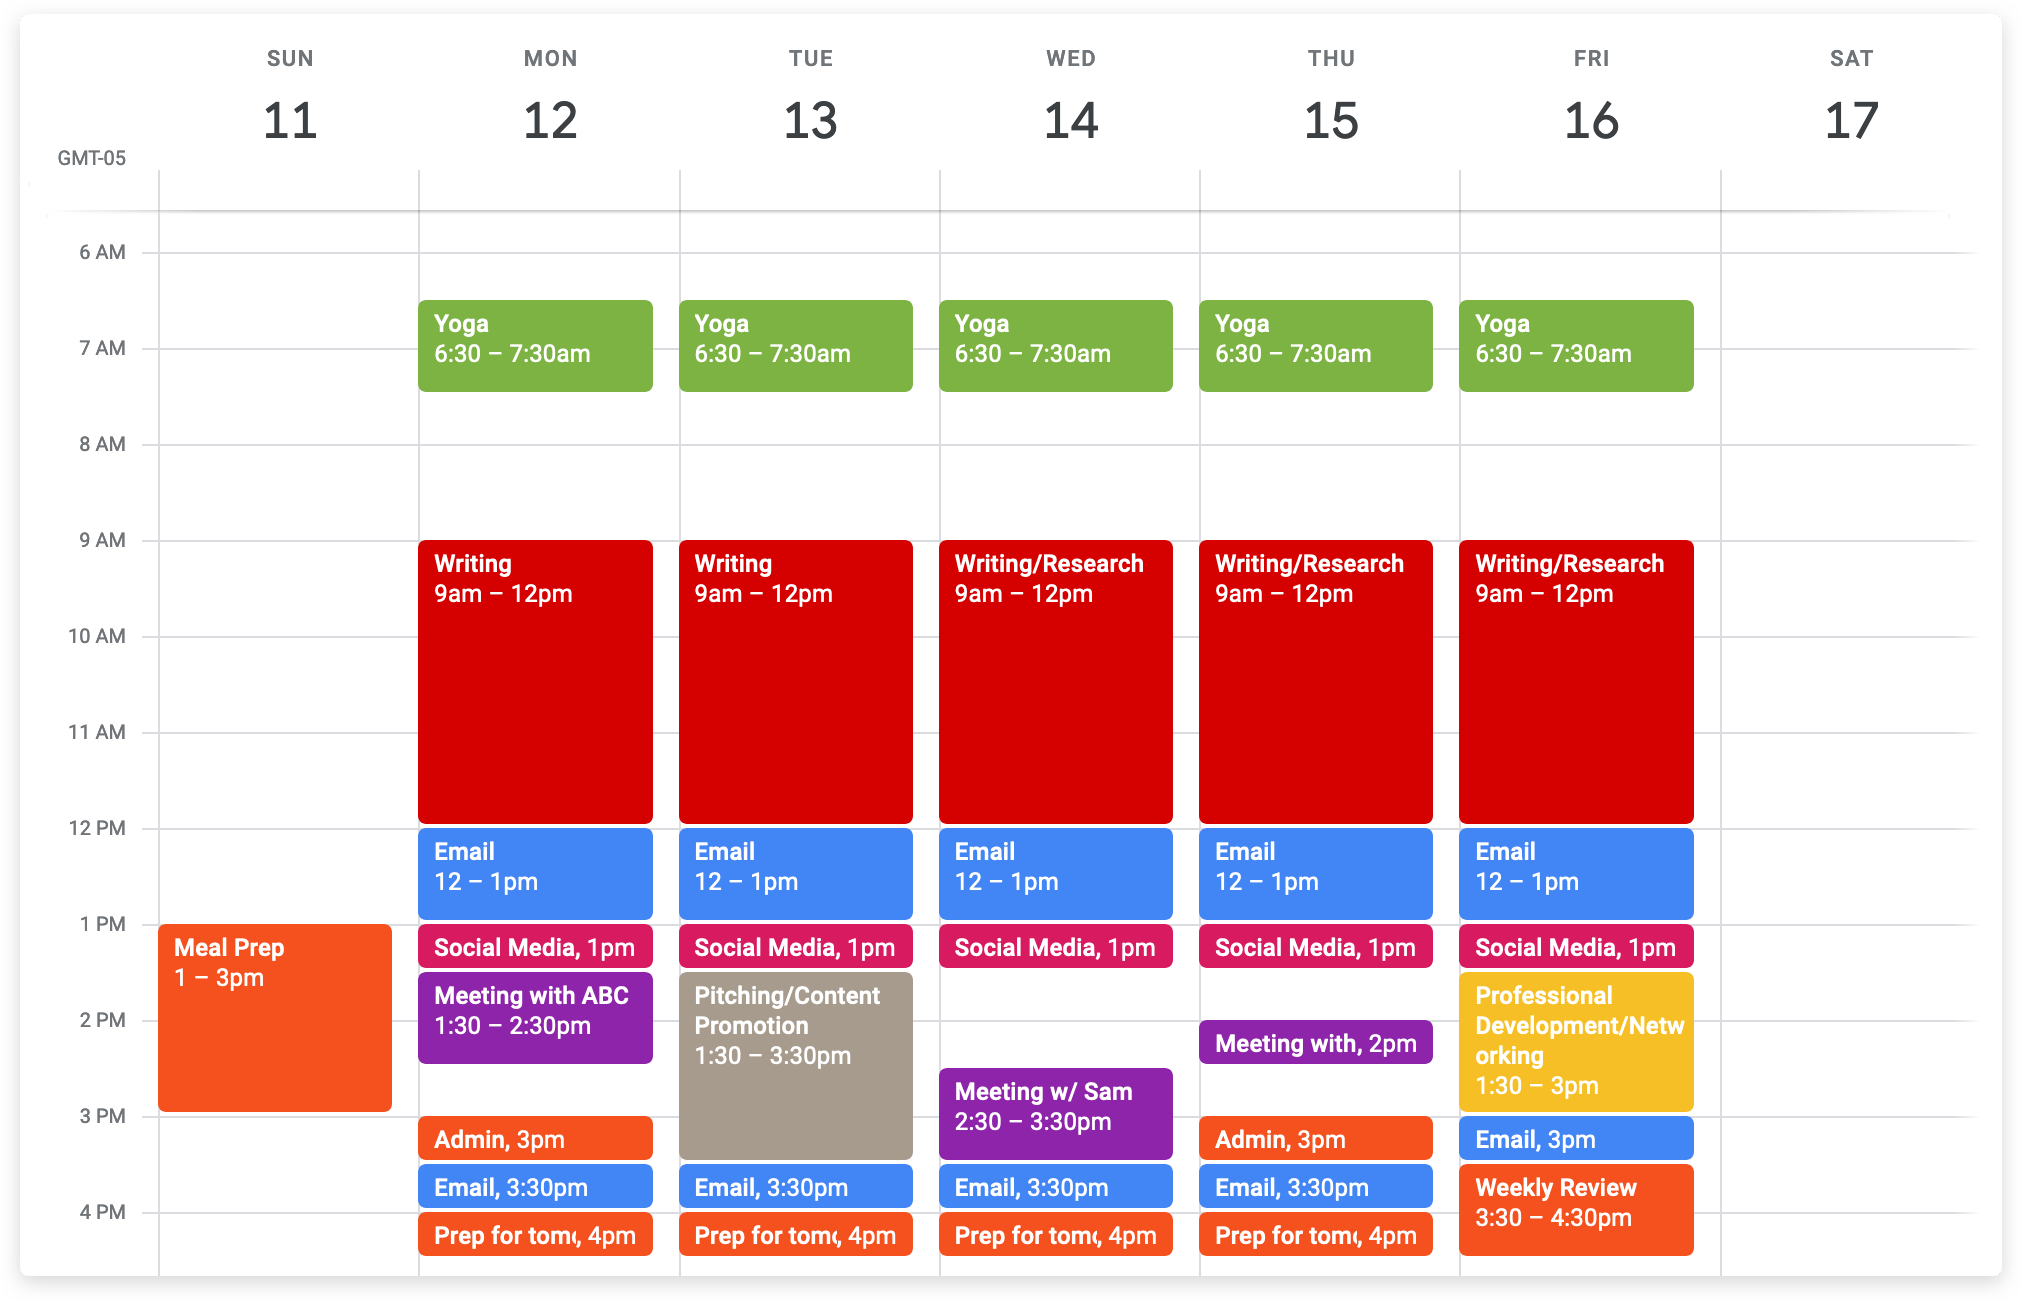 SUN
MON
TUE
WED
THU
FRI
SAT
11
12
13
14
15
16
17
GMT-05
6 AM
7 AM
8 AM
9 AM
10 AM
11 AM
12 PM
1 PM
2 PM
3 PM
4 PM
Meal Prep
1 – 3pm
Yoga
6:30 – 7:30am
Writing
9am – 12pm
Email
12 – 1pm
Social Media, 1pm
Meeting with ABC
1:30 – 2:30pm
Admin, 3pm
Email, 3:30pm
Prep for tomo, 4pm
Yoga
6:30 – 7:30am
Writing
9am – 12pm
Email
12 – 1pm
Social Media, 1pm
Pitching/Content
Promotion
1:30 – 3:30pm
Email, 3:30pm
Prep for tomo, 4pm
Yoga
6:30 – 7:30am
Writing/Research
9am – 12pm
Email
12 – 1pm
Social Media, 1pm
Meeting w/ Sam
2:30 – 3:30pm
Email, 3:30pm
Prep for tomo, 4pm
Yoga
6:30 – 7:30am
Writing/Research
9am – 12pm
Email
12 – 1pm
Social Media, 1pm
Meeting with, 2pm
Admin, 3pm
Email, 3:30pm
Prep for tomo, 4pm
Yoga
6:30 – 7:30am
Writing/Research
9am – 12pm
Email
12 – 1pm
Social Media, 1pm
Professional
Development/Netw
orking
1:30 – 3pm
Email, 3pm
Weekly Review
3:30 – 4:30pm